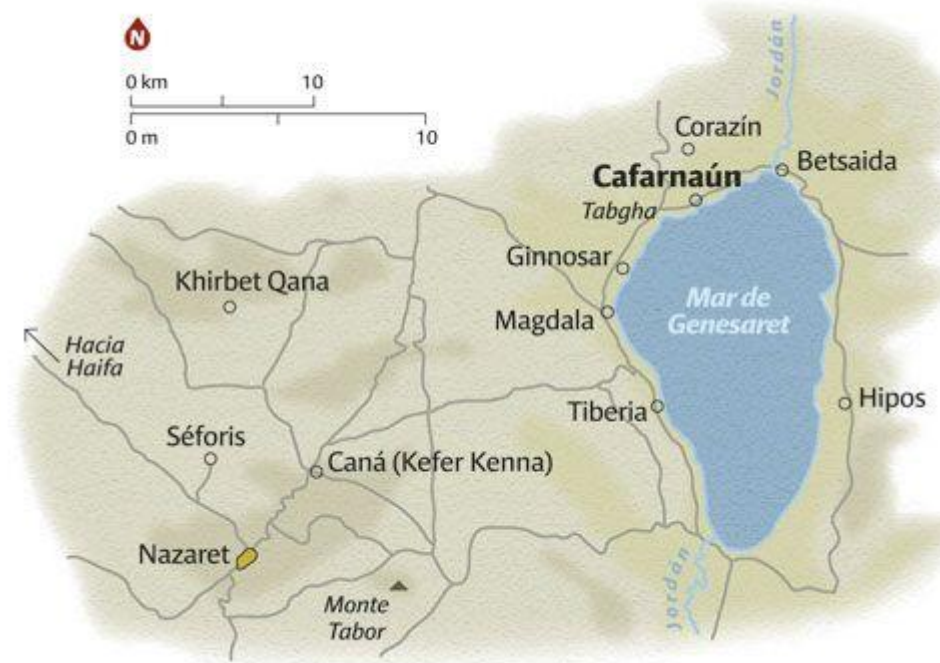 N
0 km 10
0 m 10
Jordán
Corazín
Betsaida
Cafarnaún
Tabgha
Ginnosar
Khirbet Qana
Mar de
Genesaret
Magdala
Hacia
Haifa
Tiberia
Hipos
Séforis
Caná (Kefer Kenna)
Nazaret
Jordán
Monte
Tabor